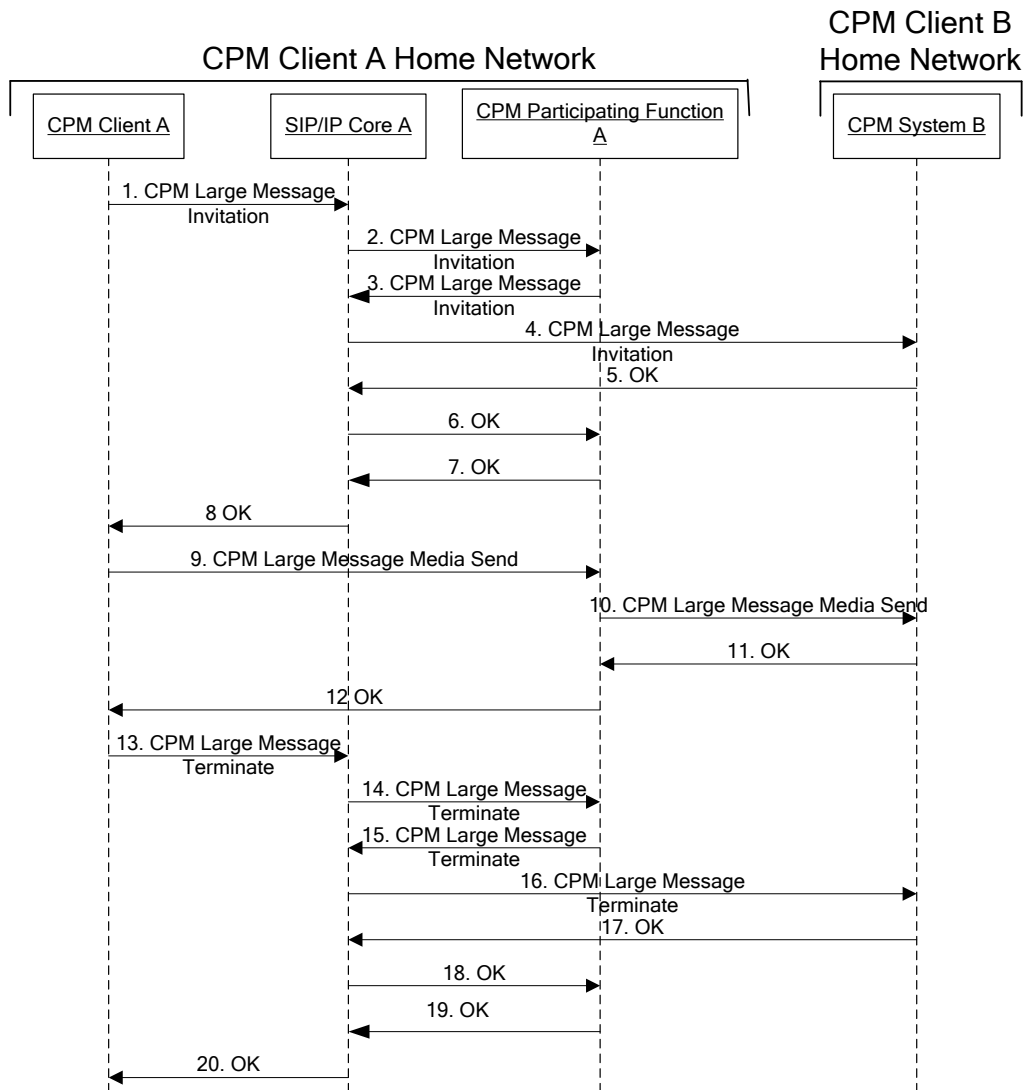 CPM Client B
Home Network
CPM Client A Home Network
CPM Client A
SIP/IP Core A
CPM Participating Function
A
CPM System B
1. CPM Large Message
Invitation
2. CPM Large Message
Invitation
3. CPM Large Message
Invitation
4. CPM Large Message
Invitation
5. OK
6. OK
7. OK
8 OK
9. CPM Large Message Media Send
10. CPM Large Message Media Send
11. OK
12 OK
13. CPM Large Message
Terminate
14. CPM Large Message
Terminate
15. CPM Large Message
Terminate
16. CPM Large Message
Terminate
17. OK
18. OK
19. OK
20. OK